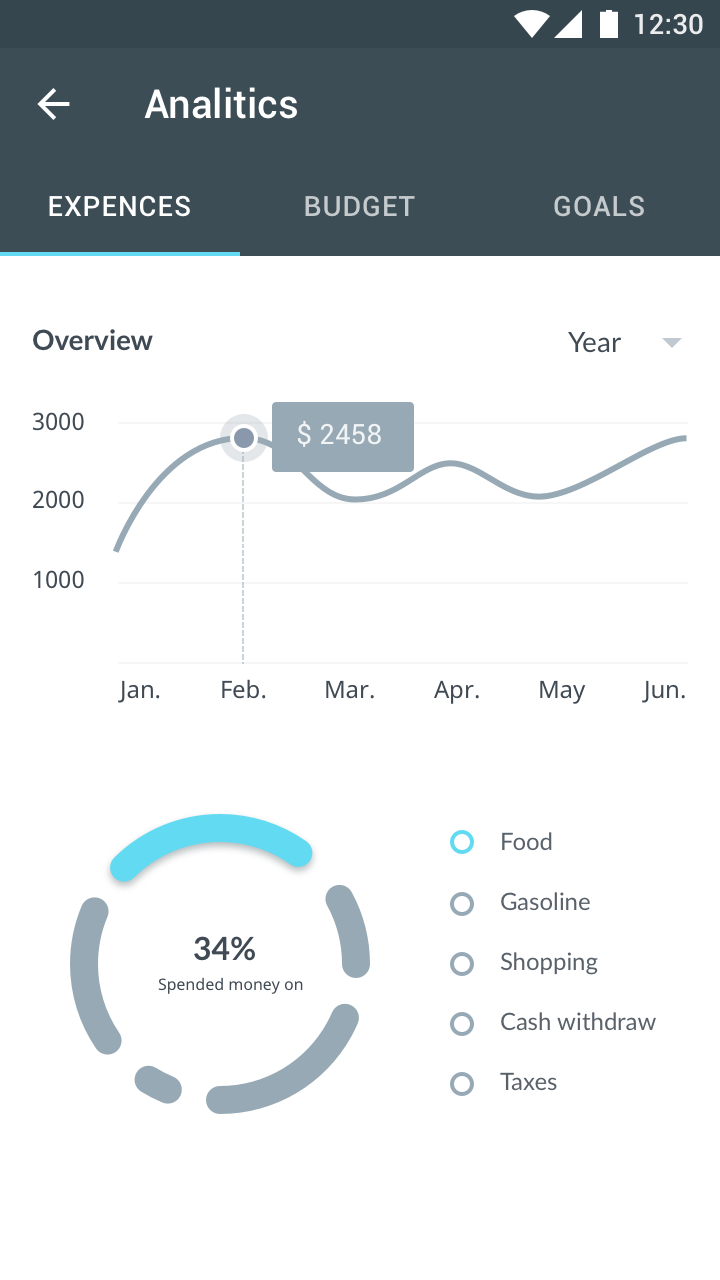 12:30
Analitics
EXPENCES BUDGET GOALS
Overview Year
3000
$ 2458
2000
1000
Jan. Feb. Mar. Apr. May Jun.
Food
Gasoline
34%
Shopping
Spended money on
Cash withdraw
Taxes